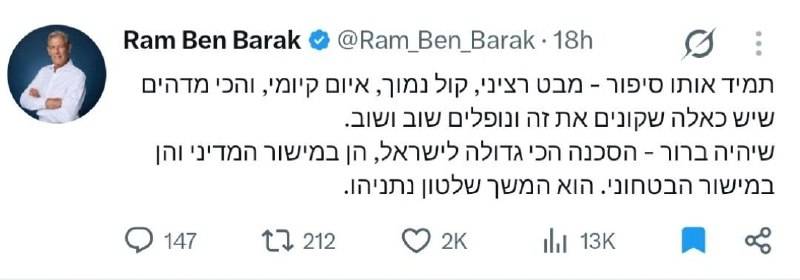 Ram Ben Barak @Ram_Ben_Barak · 18h
תמיד אותו סיפור - מבט רציני, קול נמוך, איום קיומי, והכי מדהים
שיש כאלה שקונים את זה ונופלים שוב ושוב.
שיהיה ברור - הסכנה הכי גדולה לישראל, הן במישור המדיני והן
במישור הבטחוני. הוא המשך שלטון נתניהו.
147 212 2K 13K